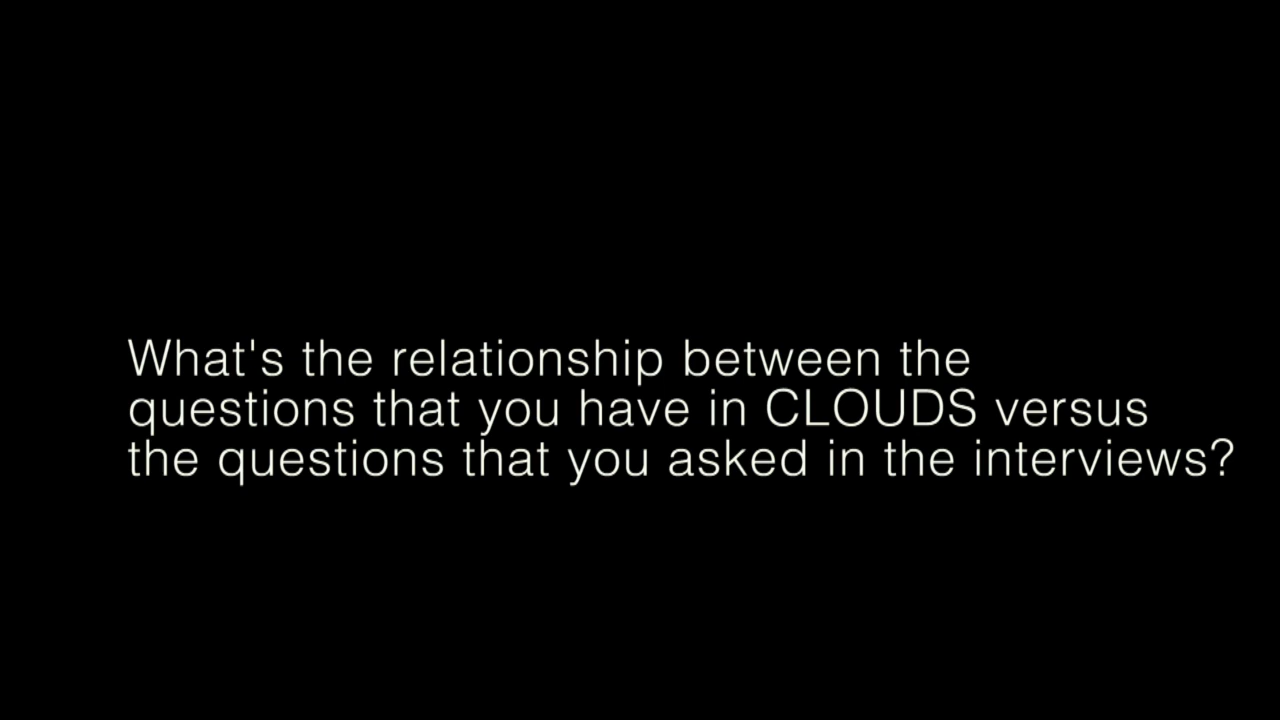 What's the relationship between the
questions that you have in CLOUDS versus
the questions that you asked in the interviews?